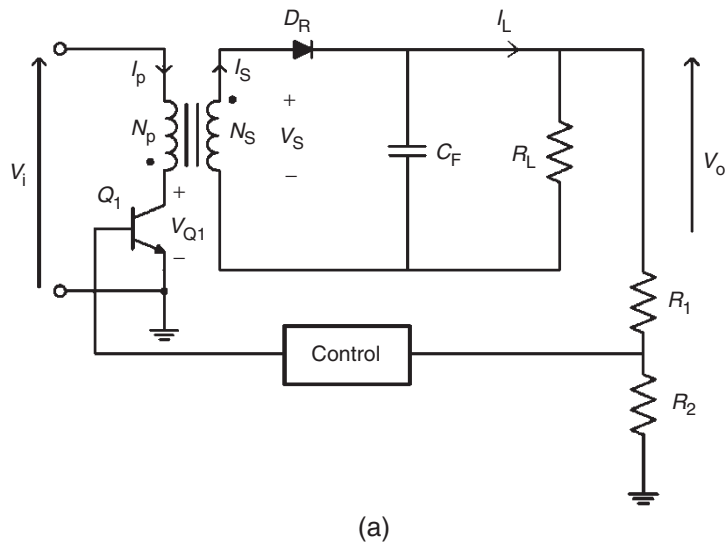 D_R
I_L
I_p
I_S
+
N_p
N_S
V_S
−
C_F
R_L
V_i
V_o
Q_1
+
V_Q1
−
R_1
Control
R_2
(a)